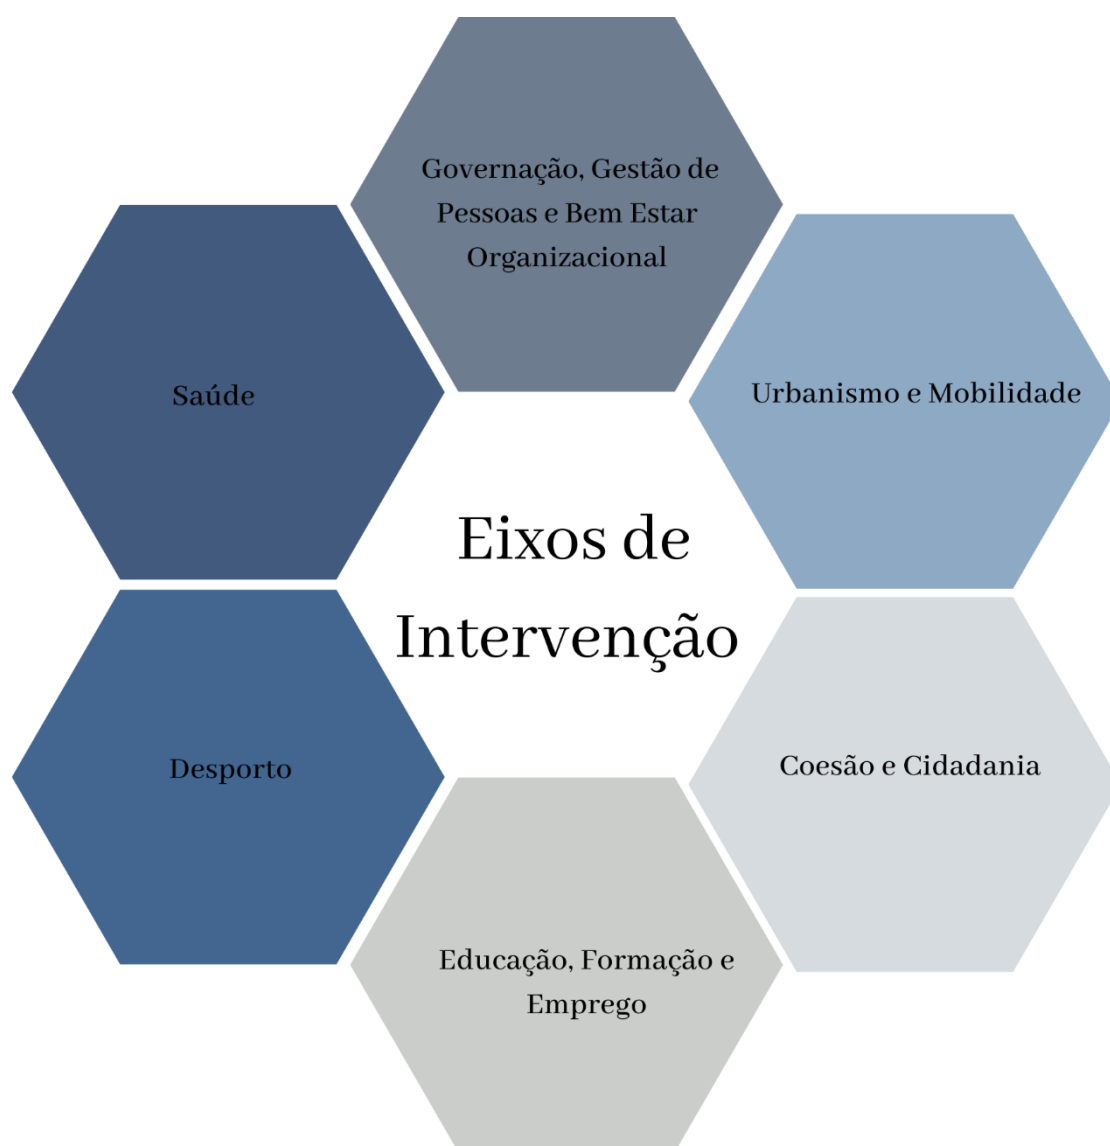 Governação, Gestão de
Pessoas e Bem Estar
Organizacional
Saúde
Urbanismo e Mobilidade
Eixos de
Intervenção
Desporto
Coesão e Cidadania
Educação, Formação e
Emprego